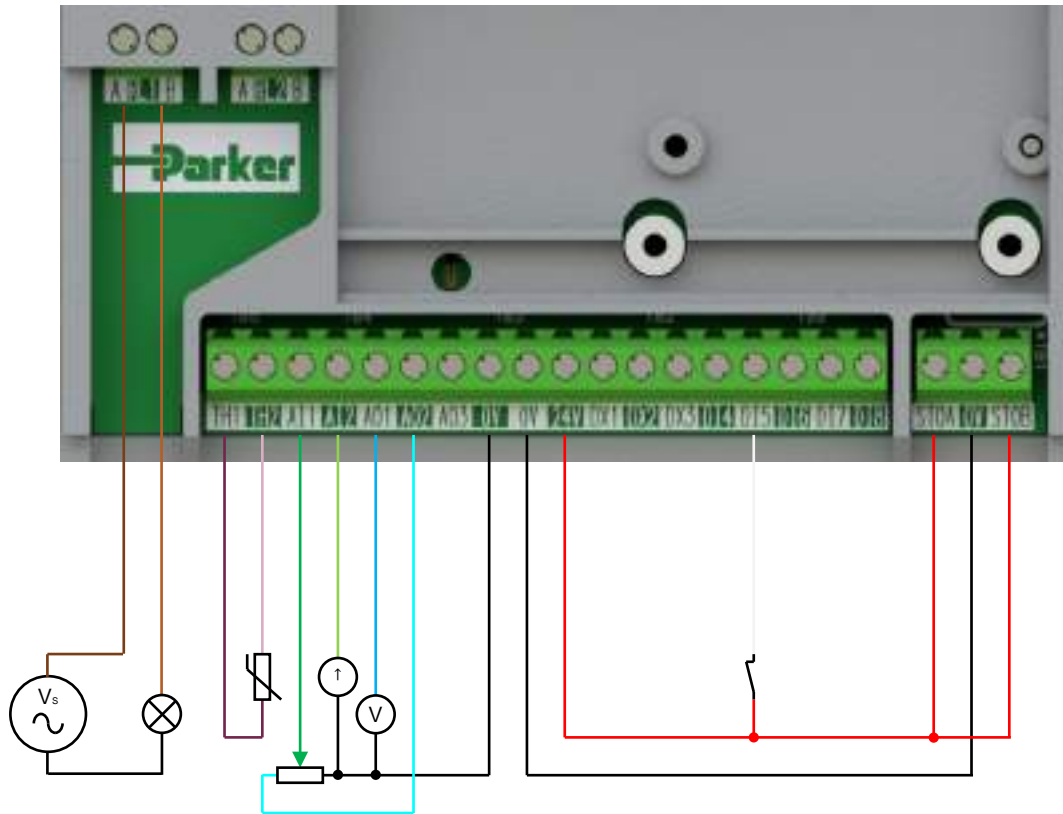 Parker
TH1 TH2 AI1 AI2 AO1 AO2 AO3 0V 0V 24V DX1 DX2 DX3 DI4 DI5 DI6 DI7 DI8 STOA 0V STOB
Vs
V